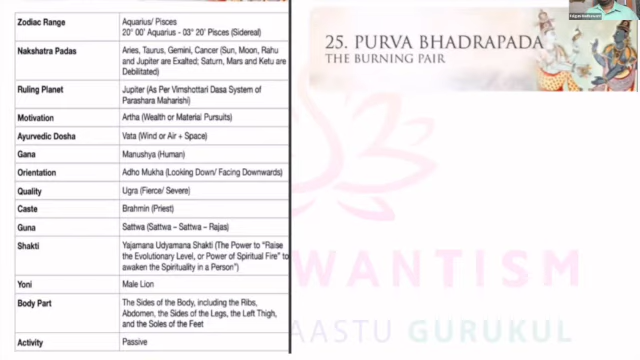 Zodiac Range Aquarius/ Pisces
20° 00' Aquarius - 03° 20' Pisces (Sidereal)
Nakshatra Padas Aries, Taurus, Gemini, Cancer (Sun, Moon, Rahu
and Jupiter are Exalted; Saturn, Mars and Ketu are
Debilitated)
Ruling Planet Jupiter (As Per Vimshottari Dasa System of
Parashara Maharishi)
Motivation Artha (Wealth or Material Pursuits)
Ayurvedic Dosha Vata (Wind or Air + Space)
Gana Manushya (Human)
Orientation Adho Mukha (Looking Down/ Facing Downwards)
Quality Ugra (Fierce/ Severe)
Caste Brahmin (Priest)
Guna Sattwa (Sattwa – Sattwa – Rajas)
Shakti Yajamana Udyamana Shakti (The Power to "Raise
the Evolutionary Level, or Power of Spiritual Fire" to
awaken the Spirituality in a Person")
Yoni Male Lion
Body Part The Sides of the Body, including the Ribs,
Abdomen, the Sides of the Legs, the Left Thigh,
and the Soles of the Feet
Activity Passive
25. PURVA BHADRAPADA
THE BURNING PAIR
WANTISM
AASTU GURUKUL